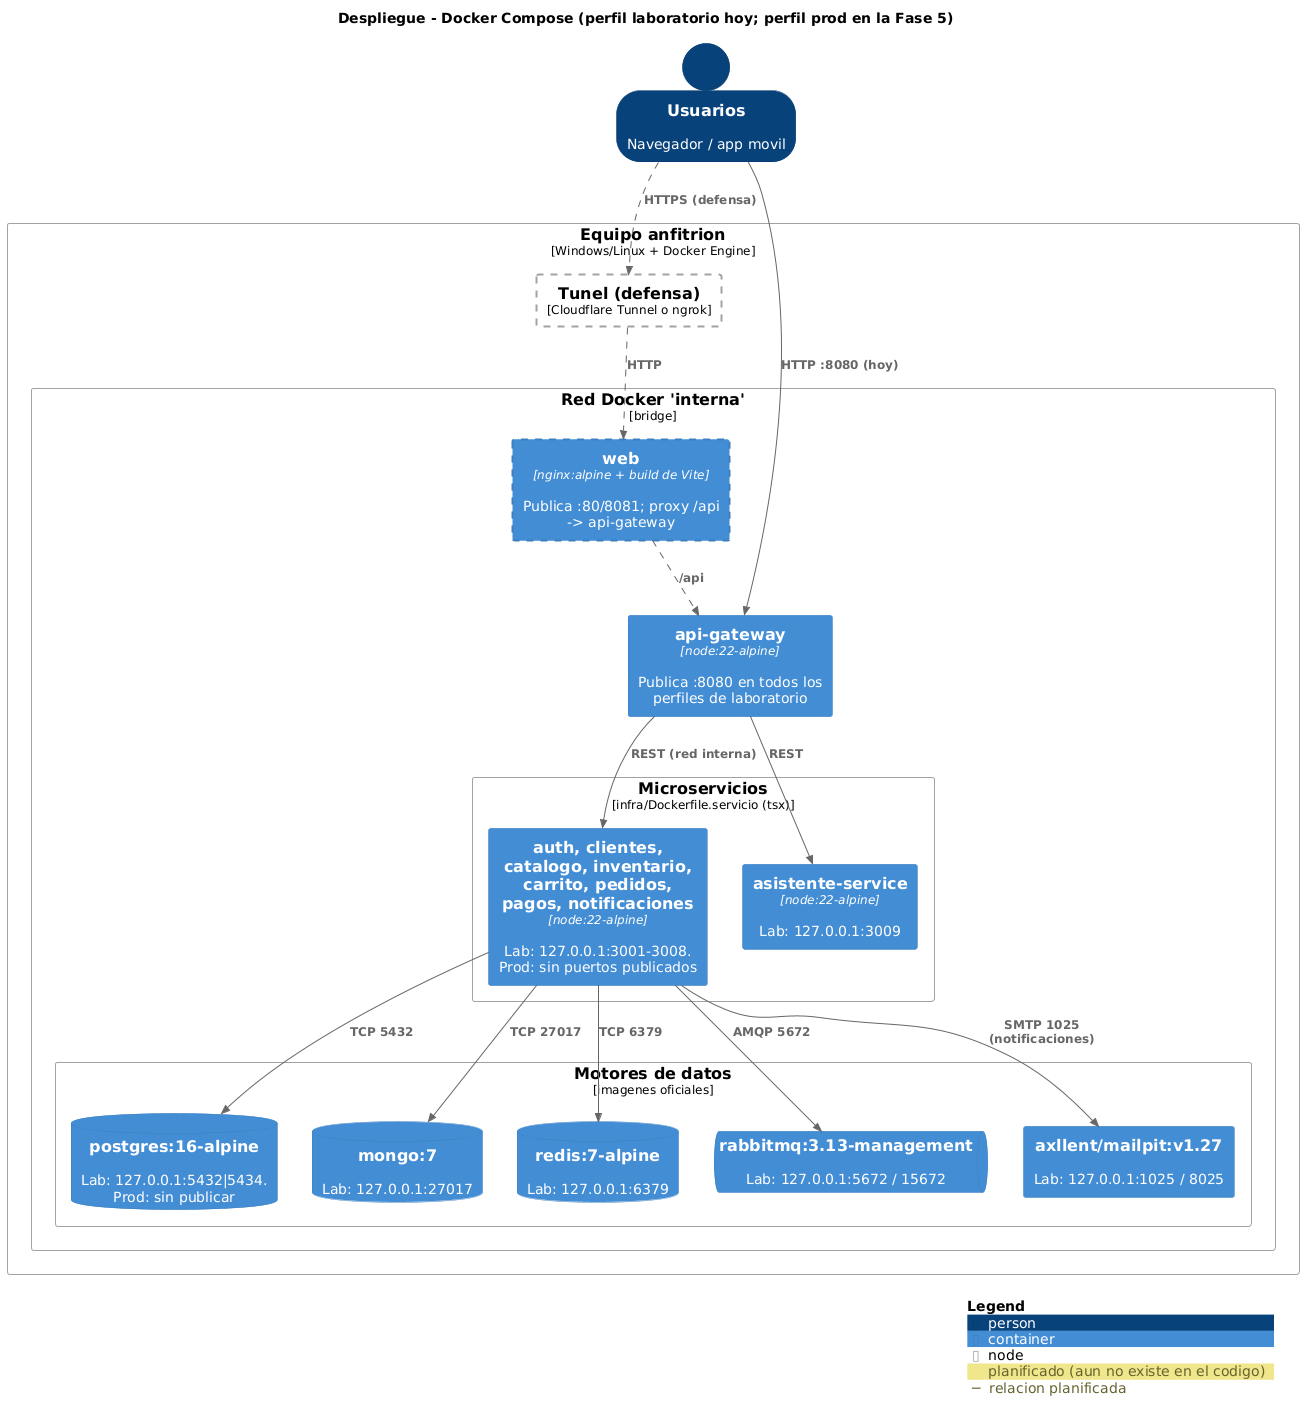 Despliegue - Docker Compose (perfil laboratorio hoy; perfil prod en la Fase 5)
Usuarios
Navegador / app movil
HTTPS (defensa)
Equipo anfitrion
[Windows/Linux + Docker Engine]
Tunel (defensa)
[Cloudflare Tunnel o ngrok]
HTTP
HTTP :8080 (hoy)
Red Docker 'interna'
[bridge]
web
[nginx:alpine + build de Vite]
Publica :80/8081; proxy /api
-> api-gateway
/api
api-gateway
[node:22-alpine]
Publica :8080 en todos los
perfiles de laboratorio
REST (red interna)
REST
Microservicios
[infra/Dockerfile.servicio (tsx)]
auth, clientes,
catalogo, inventario,
carrito, pedidos,
pagos, notificaciones
[node:22-alpine]
Lab: 127.0.0.1:3001-3008.
Prod: sin puertos publicados
asistente-service
[node:22-alpine]
Lab: 127.0.0.1:3009
TCP 5432
TCP 27017
TCP 6379
AMQP 5672
SMTP 1025
(notificaciones)
Motores de datos
[imagenes oficiales]
postgres:16-alpine
Lab: 127.0.0.1:5432|5434.
Prod: sin publicar
mongo:7
Lab: 127.0.0.1:27017
redis:7-alpine
Lab: 127.0.0.1:6379
rabbitmq:3.13-management
Lab: 127.0.0.1:5672 / 15672
axllent/mailpit:v1.27
Lab: 127.0.0.1:1025 / 8025
Legend
person
container
node
planificado (aun no existe en el codigo)
relacion planificada